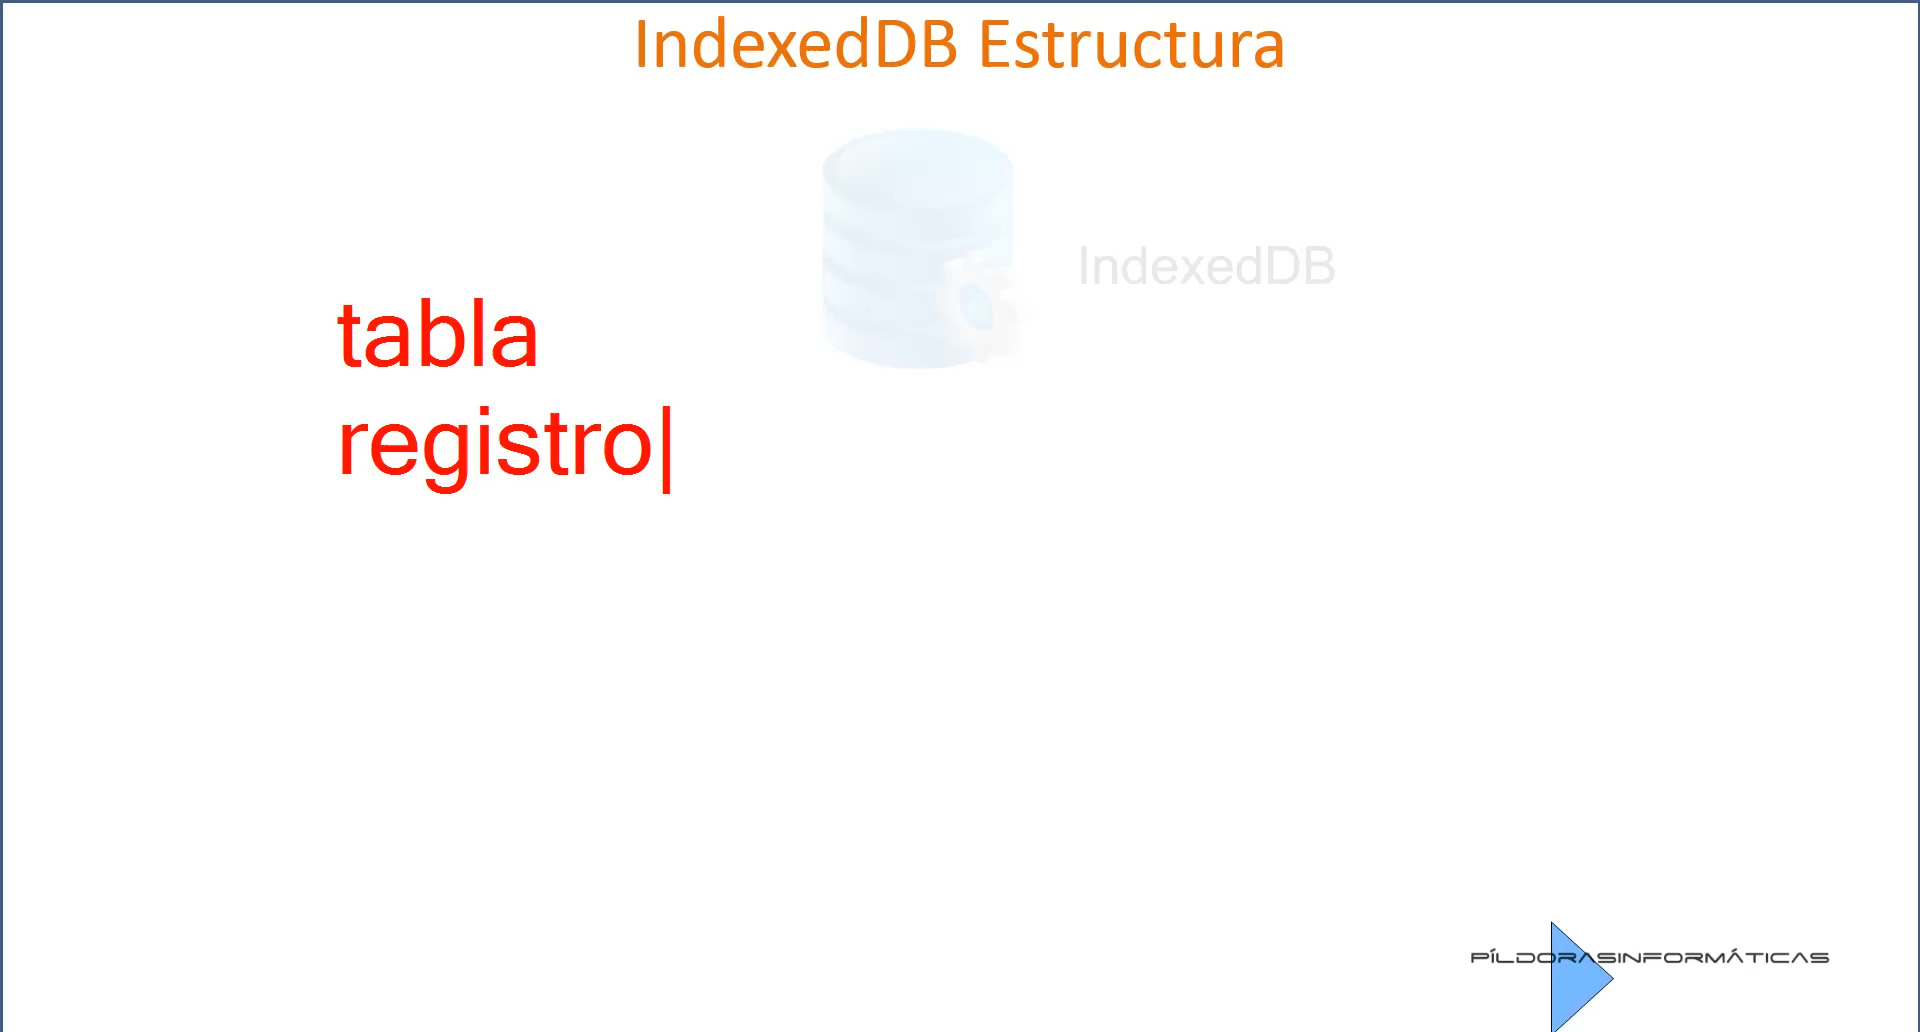 IndexedDB Estructura
IndexedDB
tabla
registro
PÍLDORASINFORMÁTICAS